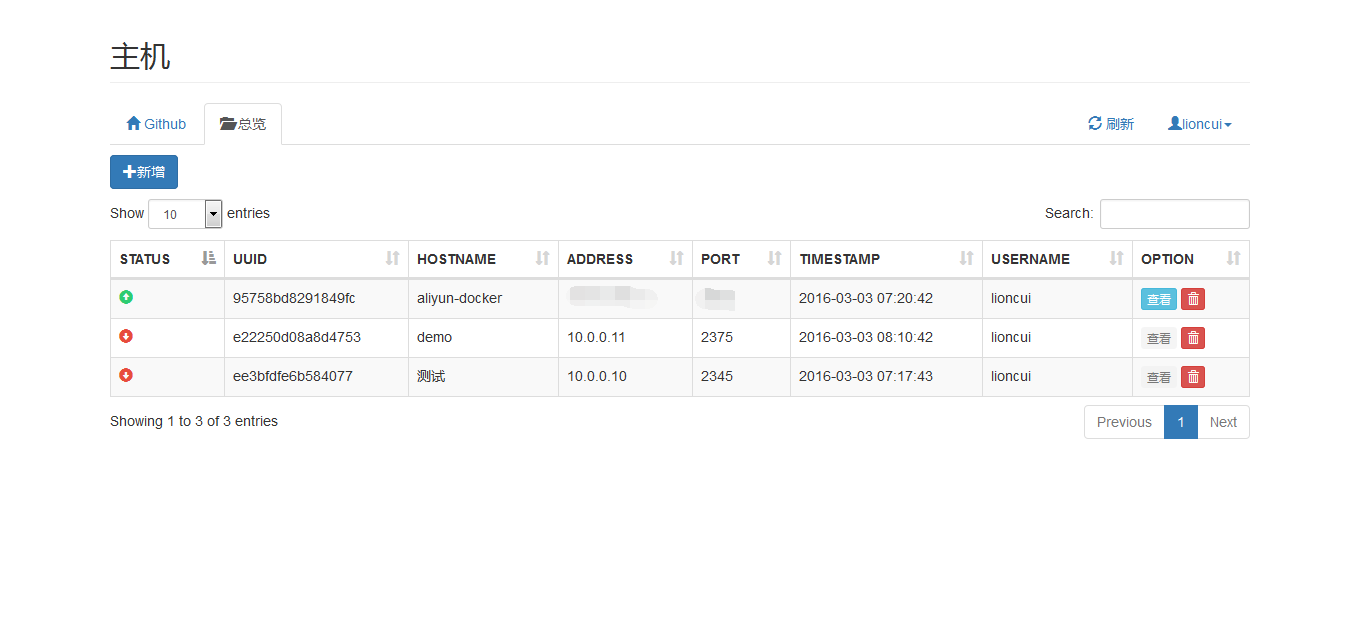 主机
Github 总览 刷新 lioncui
新增
Show 10 entries Search:
STATUS UUID HOSTNAME ADDRESS PORT TIMESTAMP USERNAME OPTION
95758bd8291849fc aliyun-docker 2016-03-03 07:20:42 lioncui 查看
e22250d08a8d4753 demo 10.0.0.11 2375 2016-03-03 08:10:42 lioncui 查看
ee3bfdfe6b584077 测试 10.0.0.10 2345 2016-03-03 07:17:43 lioncui 查看
Showing 1 to 3 of 3 entries Previous 1 Next